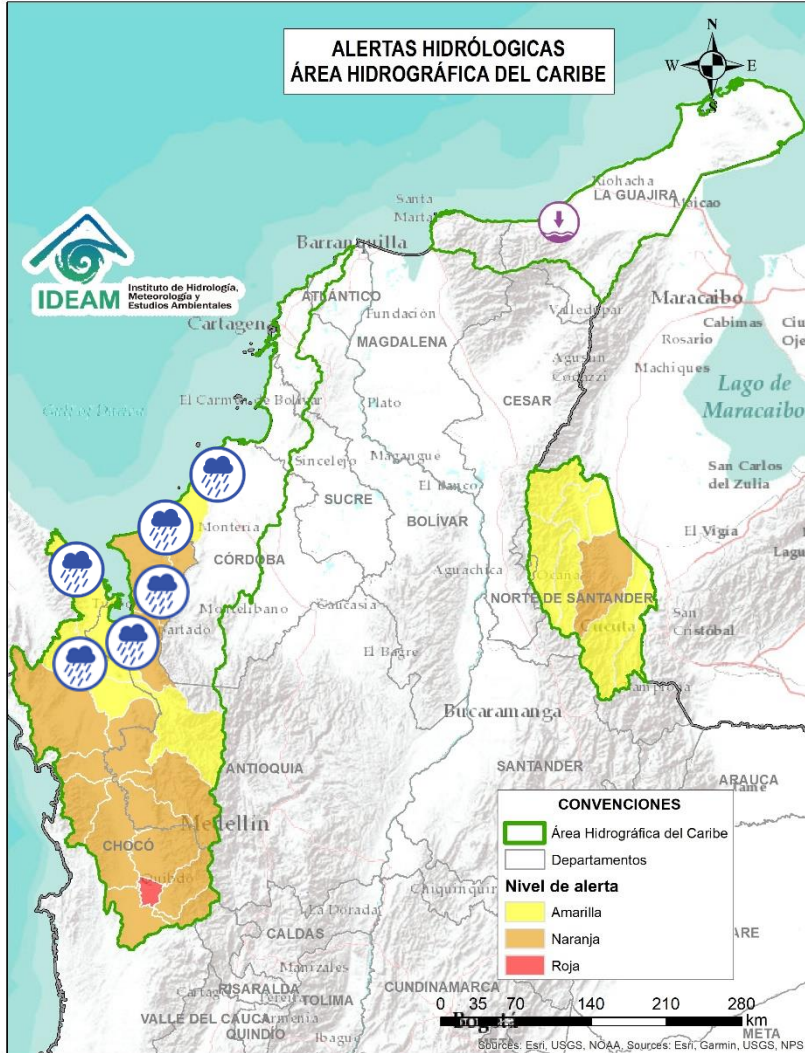 ALERTAS HIDRÓLOGICAS
ÁREA HIDROGRÁFICA DEL CARIBE
N
W
E
S
Riohacha
LA GUAJIRA
Maicao
Santa
Marta
Barranquilla
IDEAM
Instituto de Hidrología,
Meteorología y
Estudios Ambientales
ATLÁNTICO
Fundación
Maracaibo
Valledupar
Cabimas
Cartagen
MAGDALENA
Rosario
Agustín
Codazzi
Machiques
Lago de
Maracaibo
El Carmen de Bolívar
Plato
CESAR
Sincelejo
Magangue
San Carlos
del Zulia
El Banco
SUCRE
Montería
BOLÍVAR
El Vigía
CÓRDOBA
Aguachica
Ocaña
NORTE DE SANTANDER
Montelíbano
Caucasia
San
Cristóbal
Cúcuta
El Bagre
Bucaramanga
ANTIOQUIA
SANTANDER
ARAUCA
Medellín
CHOCÓ
Quibdó
CONVENCIONES
Área Hidrográfica del Caribe
Departamentos
Nivel de alerta
Amarilla
Naranja
Roja
Chiquinquir
La Dorada
CALDAS
Manizales
RISARALDA
CUNDINAMARCA
TOLIMA
VALLE DEL CAUCA
Armenia
QUINDÍO
Ibague
Bogotá
0 35 70 140 210 280
km
META
Sources: Esri, USGS, NOAA, Sources: Esri, Garmin, USGS, NPS